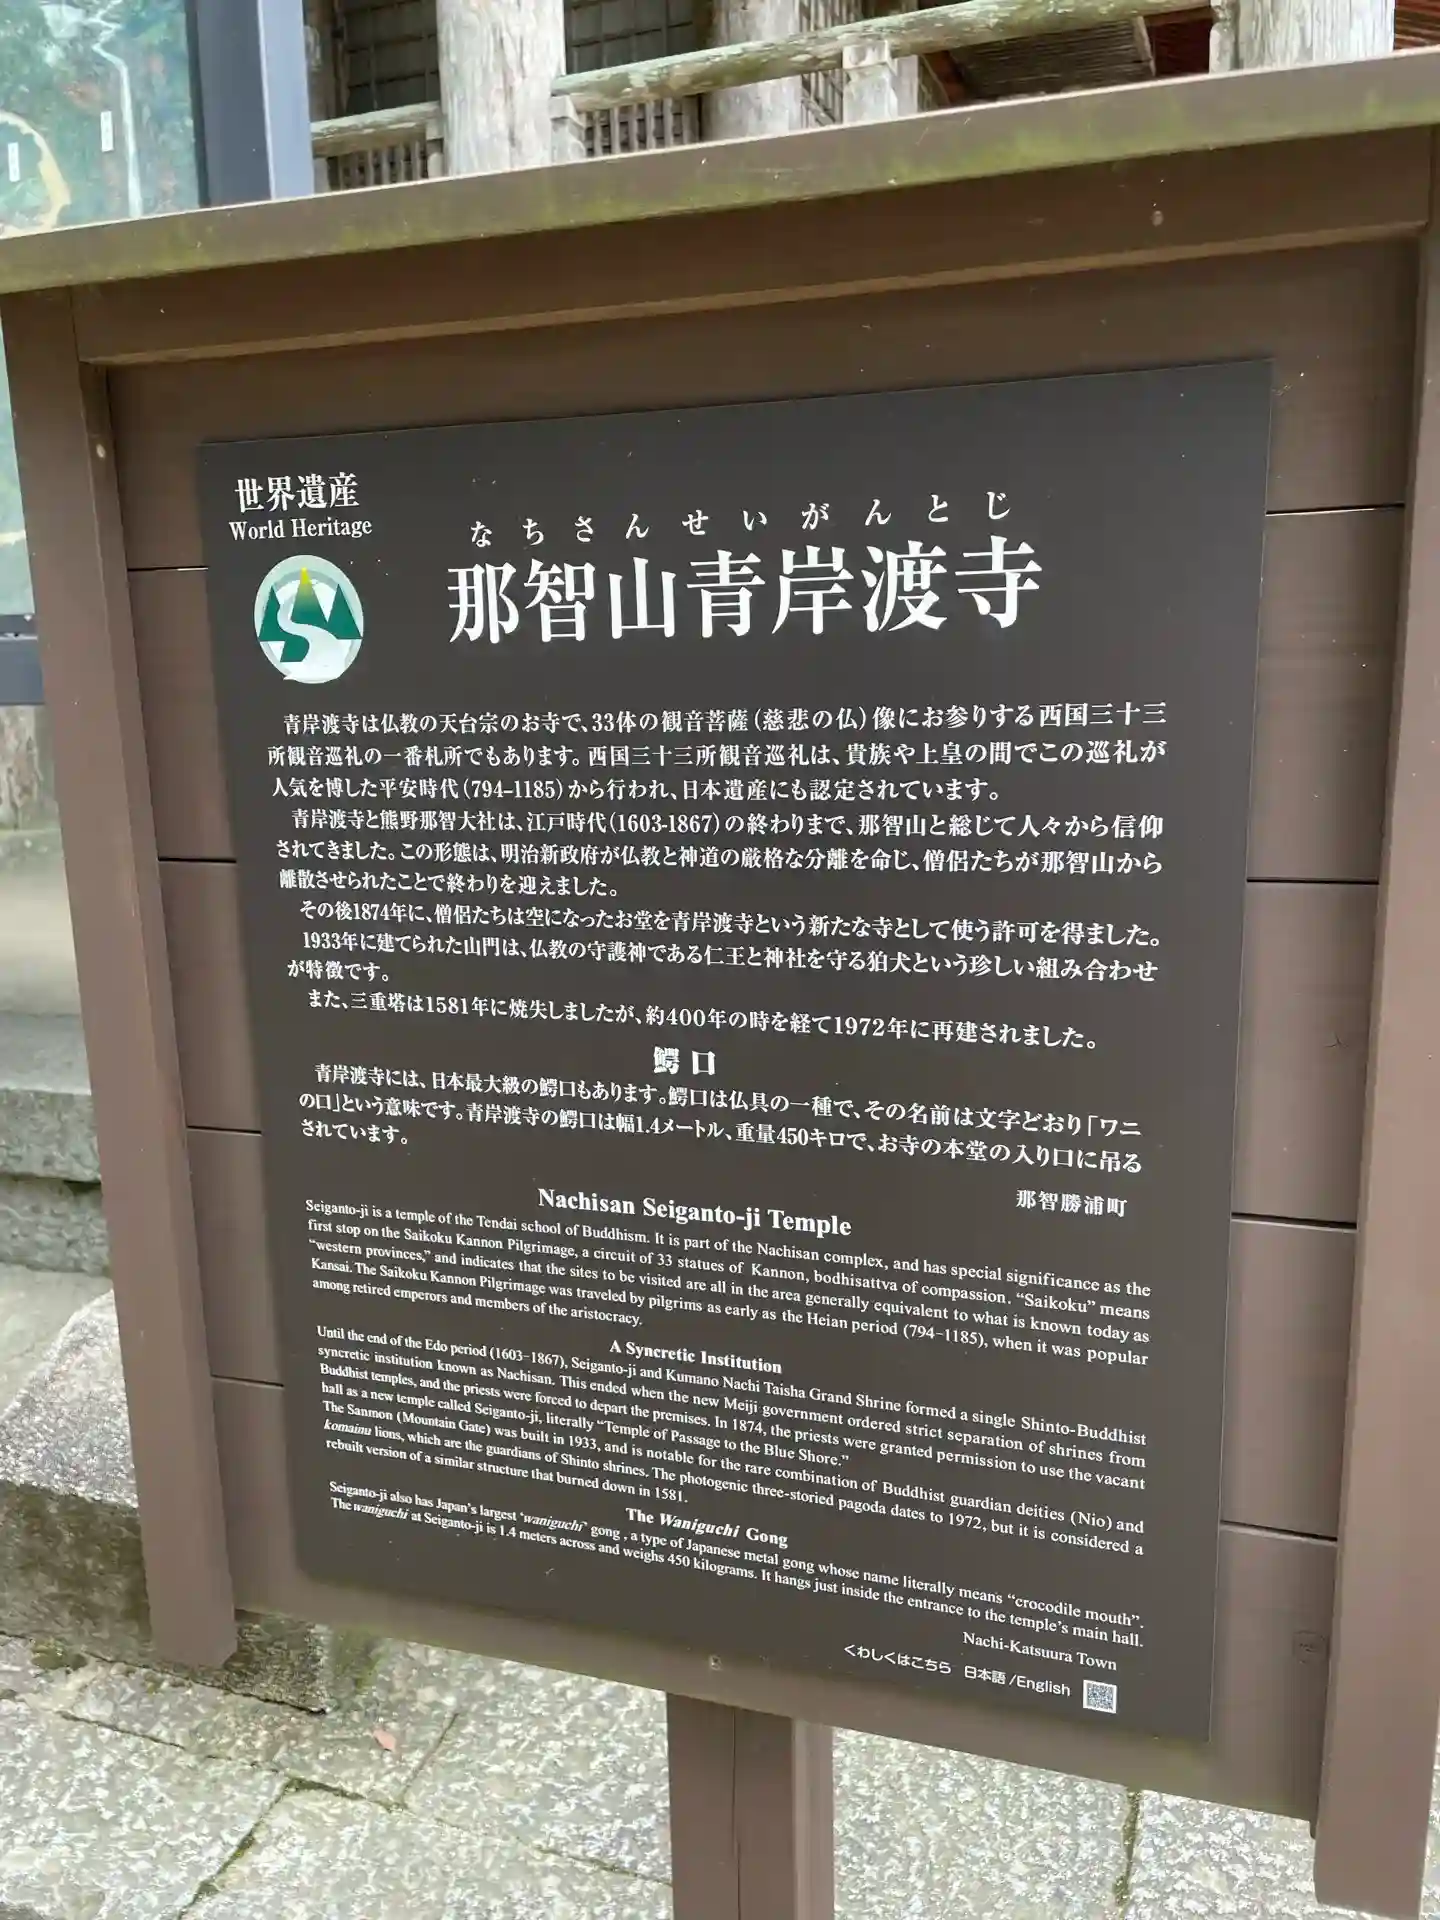 世界遺産
World Heritage
なちさんせいがんとじ
那智山青岸渡寺
青岸渡寺は仏教の天台宗のお寺で、33体の観音菩薩(慈悲の仏)像にお参りする西国三十三
所観音巡礼の一番札所でもあります。西国三十三所観音巡礼は、貴族や上皇の間でこの巡礼が
人気を博した平安時代(794–1185)から行われ、日本遺産にも認定されています。
青岸渡寺と熊野那智大社は、江戸時代(1603-1867)の終わりまで、那智山と総じて人々から信仰
されてきました。この形態は、明治新政府が仏教と神道の厳格な分離を命じ、僧侶たちが那智山から
離散させられたことで終わりを迎えました。
その後1874年に、僧侶たちは空になったお堂を青岸渡寺という新たな寺として使う許可を得ました。
1933年に建てられた山門は、仏教の守護神である仁王と神社を守る狛犬という珍しい組み合わせ
が特徴です。
また、三重塔は1581年に焼失しましたが、約400年の時を経て1972年に再建されました。
鰐口
青岸渡寺には、日本最大級の鰐口もあります。鰐口は仏具の一種で、その名前は文字どおり「ワニ
の口」という意味です。青岸渡寺の鰐口は幅1.4メートル、重量450キロで、お寺の本堂の入り口に吊る
されています。
那智勝浦町
Nachisan Seiganto-ji Temple
Seiganto-ji is a temple of the Tendai school of Buddhism. It is part of the Nachisan complex, and has special significance as the
first stop on the Saikoku Kannon Pilgrimage, a circuit of 33 statues of Kannon, bodhisattva of compassion. “Saikoku” means
“western provinces,” and indicates that the sites to be visited are all in the area generally equivalent to what is known today as
Kansai. The Saikoku Kannon Pilgrimage was traveled by pilgrims as early as the Heian period (794–1185), when it was popular
among retired emperors and members of the aristocracy.
A Syncretic Institution
Until the end of the Edo period (1603–1867), Seiganto-ji and Kumano Nachi Taisha Grand Shrine formed a single Shinto-Buddhist
syncretic institution known as Nachisan. This ended when the new Meiji government ordered strict separation of shrines from
Buddhist temples, and the priests were forced to depart the premises. In 1874, the priests were granted permission to use the vacant
hall as a new temple called Seiganto-ji, literally “Temple of Passage to the Blue Shore.”
The Sanmon (Mountain Gate) was built in 1933, and is notable for the rare combination of Buddhist guardian deities (Nio) and
komainu lions, which are the guardians of Shinto shrines. The photogenic three-storied pagoda dates to 1972, but it is considered a
rebuilt version of a similar structure that burned down in 1581.
The Waniguchi Gong
Seiganto-ji also has Japan’s largest ‘waniguchi’ gong , a type of Japanese metal gong whose name literally means “crocodile mouth”.
The waniguchi at Seiganto-ji is 1.4 meters across and weighs 450 kilograms. It hangs just inside the entrance to the temple’s main hall.
Nachi-Katsuura Town
くわしくはこちら 日本語/English